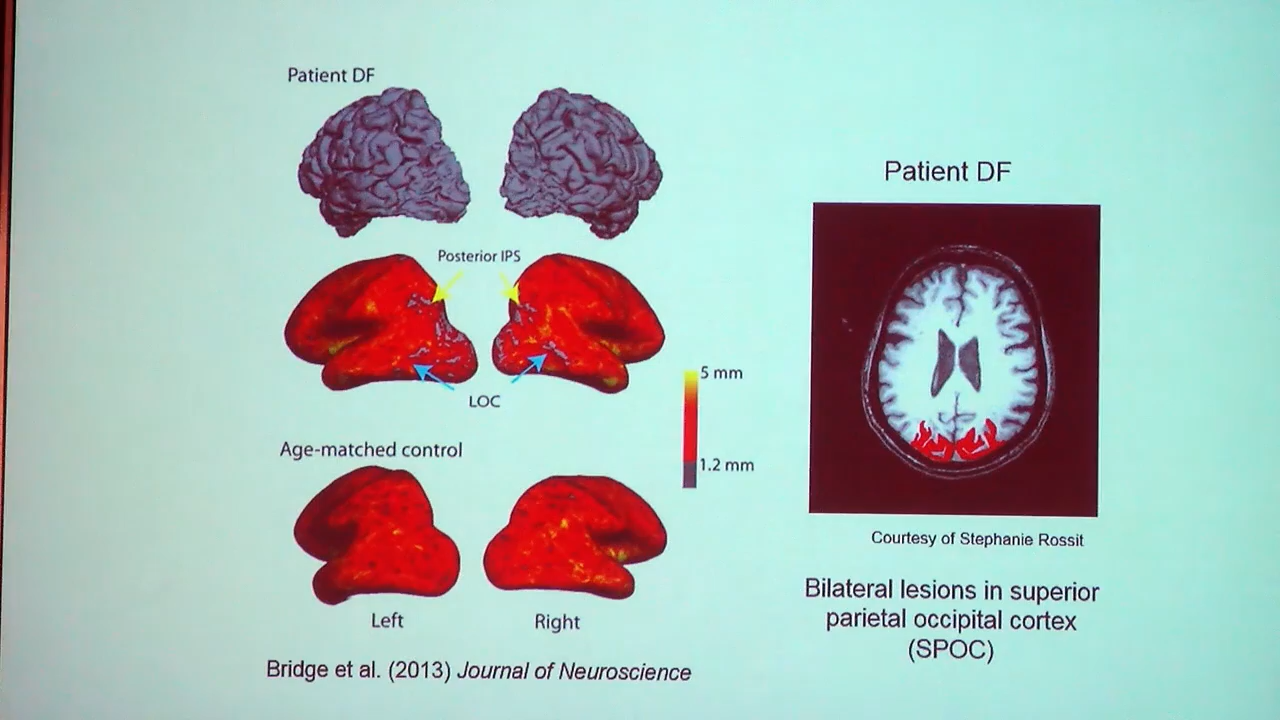 Patient DF
Posterior IPS
LOC
5 mm
1.2 mm
Age-matched control
Left
Right
Bridge et al. (2013) Journal of Neuroscience
Patient DF
Courtesy of Stephanie Rossit
Bilateral lesions in superior
parietal occipital cortex
(SPOC)